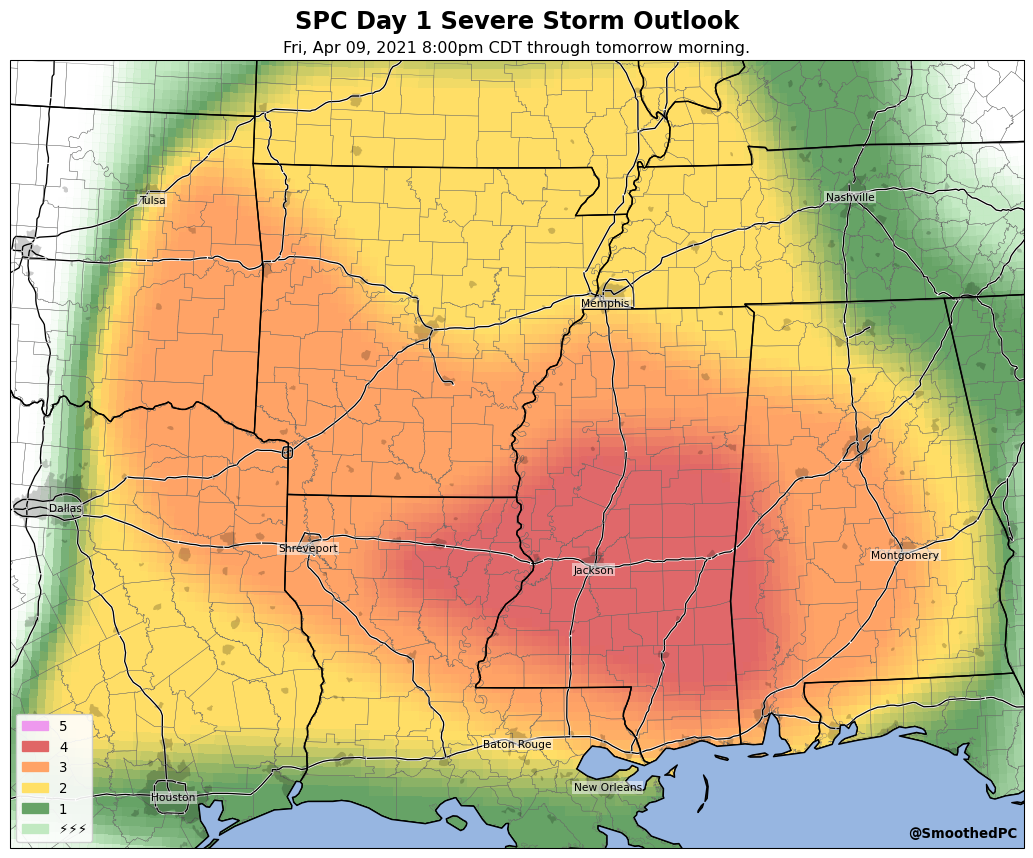 SPC Day 1 Severe Storm Outlook
Fri, Apr 09, 2021 8:00pm CDT through tomorrow morning.
Tulsa
Nashville
Memphis
Dallas
Shreveport
Jackson
Montgomery
Baton Rouge
New Orleans
Houston
5
4
3
2
1
⚡⚡⚡
@SmoothedPC